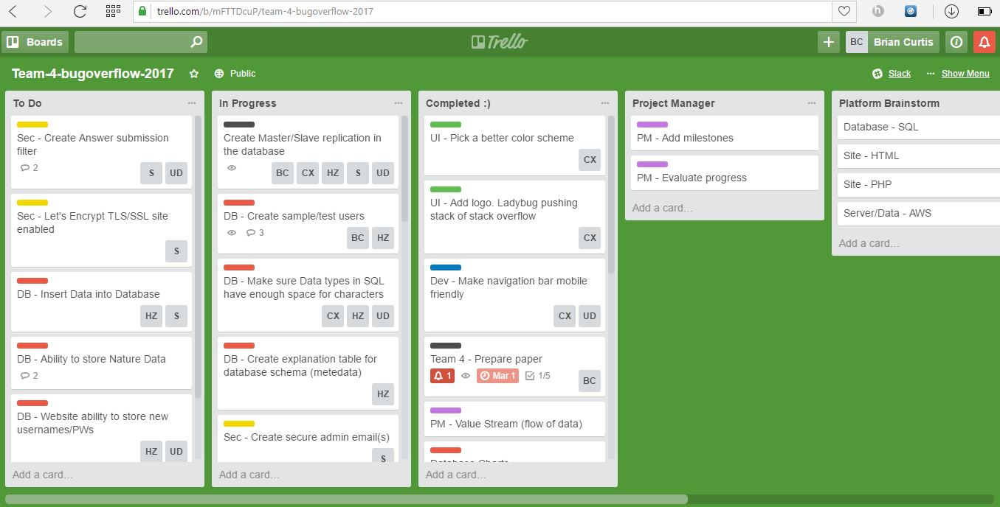 trello.com/b/mFTTDcuP/team-4-bugoverflow-2017
h
Boards
Trello
BC Brian Curtis
Team-4-bugoverflow-2017
Public
Slack
... Show Menu
To Do
Sec - Create Answer submission
filter
2
S UD
Sec - Let's Encrypt TLS/SSL site
enabled
S
DB - Insert Data into Database
HZ S
DB - Ability to store Nature Data
2
DB - Website ability to store new
usernames/PWs
HZ UD
Add a card...
In Progress
Create Master/Slave replication in
the database
BC CX HZ S UD
DB - Create sample/test users
3
BC HZ
DB - Make sure Data types in SQL
have enough space for characters
CX HZ UD
DB - Create explanation table for
database schema (metedata)
HZ
Sec - Create secure admin email(s)
S
Add a card...
Completed :)
UI - Pick a better color scheme
CX
UI - Add logo. Ladybug pushing
stack of stack overflow
CX
Dev - Make navigation bar mobile
friendly
CX UD
Team 4 - Prepare paper
1 Mar 1 1/5
BC
PM - Value Stream (flow of data)
Database Charts
Add a card...
Project Manager
PM - Add milestones
PM - Evaluate progress
Add a card...
Platform Brainstorm
Database - SQL
Site - HTML
Site - PHP
Server/Data - AWS
Add a card...